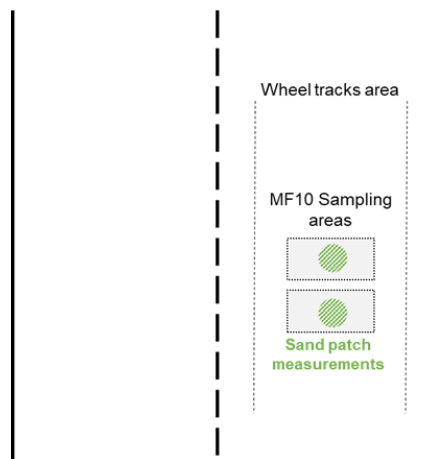 Wheel tracks area
MF10 Sampling
areas
Sand patch
measurements